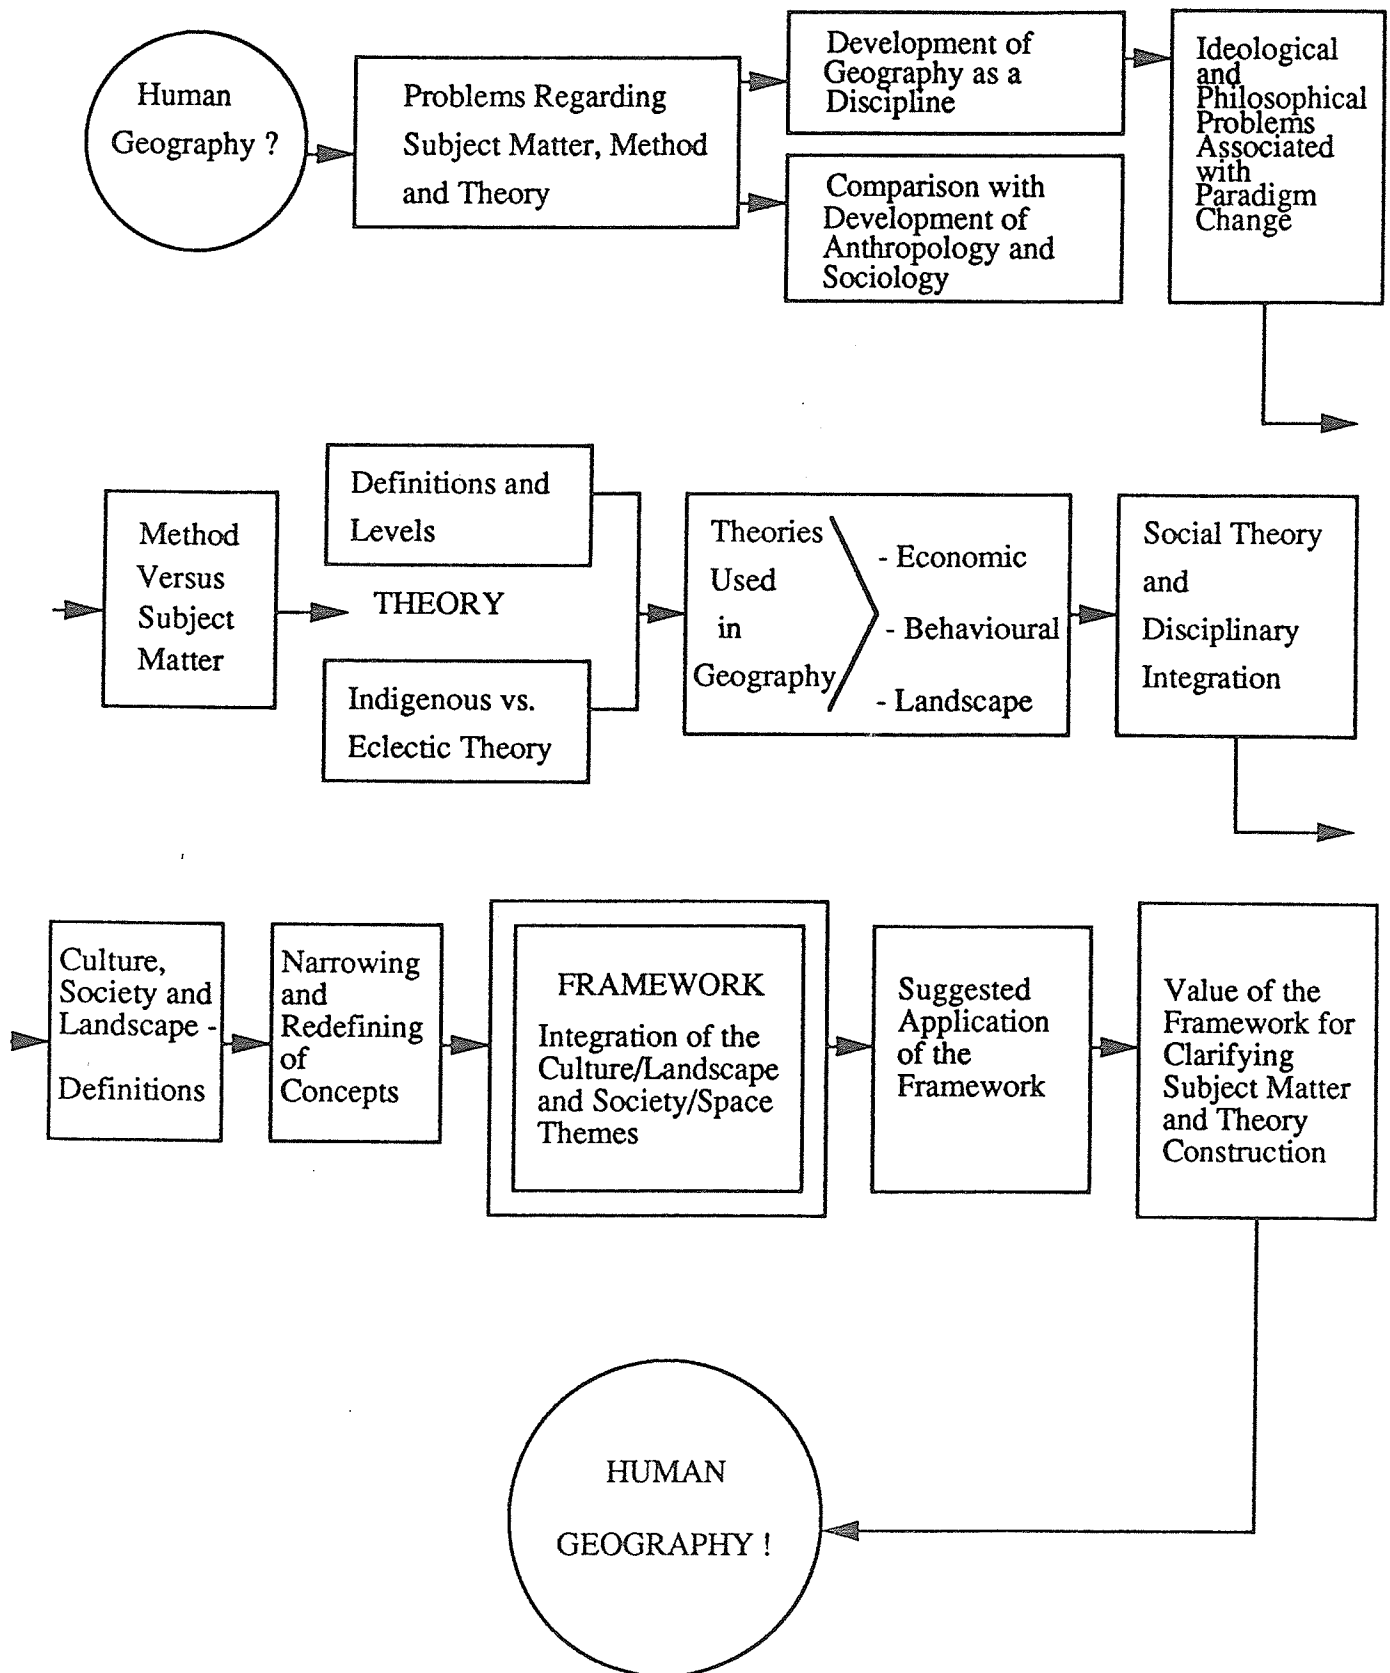 Human
Geography ?
Problems Regarding
Subject Matter, Method
and Theory
Development of
Geography as a
Discipline
Comparison with
Development of
Anthropology and
Sociology
Ideological
and
Philosophical
Problems
Associated
with
Paradigm
Change
Method
Versus
Subject
Matter
Definitions and
Levels
THEORY
Indigenous vs.
Eclectic Theory
Theories
Used
in
Geography
- Economic
- Behavioural
- Landscape
Social Theory
and
Disciplinary
Integration
Culture,
Society and
Landscape -
Definitions
Narrowing
and
Redefining
of
Concepts
FRAMEWORK
Integration of the
Culture/Landscape
and Society/Space
Themes
Suggested
Application
of the
Framework
Value of the
Framework for
Clarifying
Subject Matter
and Theory
Construction
HUMAN
GEOGRAPHY !